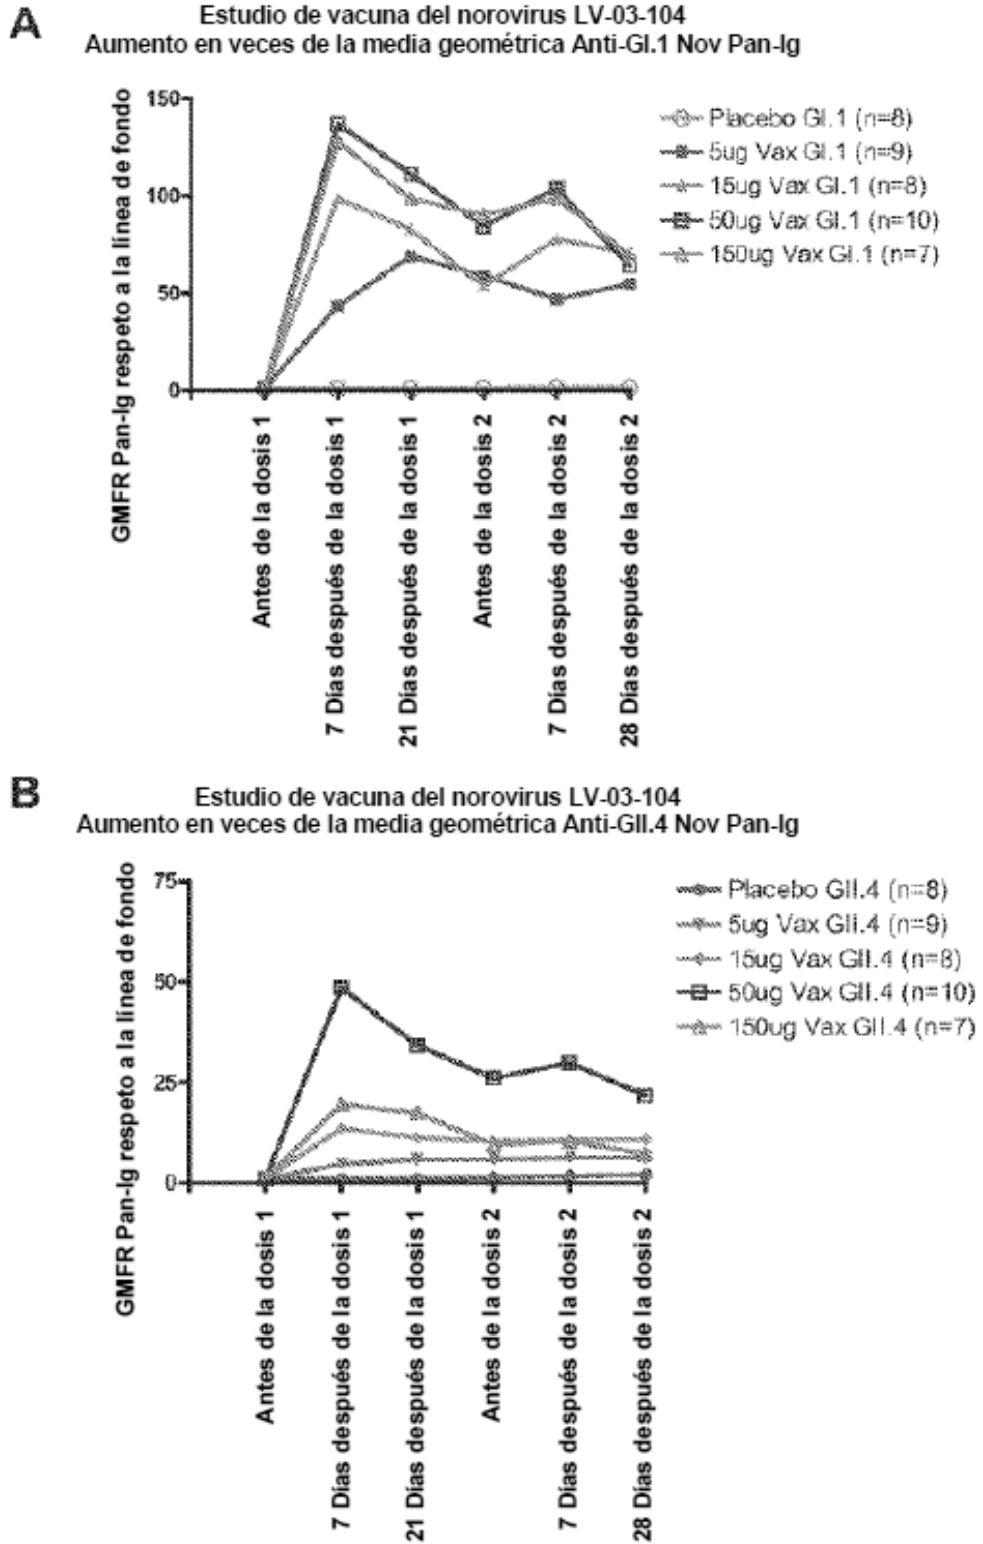 A
Estudio de vacuna del norovirus LV-03-104
Aumento en veces de la media geométrica Anti-GI.1 Nov Pan-Ig
GMFR Pan-Ig respeto a la línea de fondo
150
100
50
0
Placebo GI.1 (n=8)
5ug Vax GI.1 (n=9)
15ug Vax GI.1 (n=8)
50ug Vax GI.1 (n=10)
150ug Vax GI.1 (n=7)
Antes de la dosis 1
7 Días después de la dosis 1
21 Días después de la dosis 1
Antes de la dosis 2
7 Días después de la dosis 2
28 Días después de la dosis 2
B
Estudio de vacuna del norovirus LV-03-104
Aumento en veces de la media geométrica Anti-GII.4 Nov Pan-Ig
GMFR Pan-Ig respeto a la línea de fondo
75
50
25
0
Placebo GII.4 (n=8)
5ug Vax GII.4 (n=9)
15ug Vax GII.4 (n=8)
50ug Vax GII.4 (n=10)
150ug Vax GII.4 (n=7)
Antes de la dosis 1
7 Días después de la dosis 1
21 Días después de la dosis 1
Antes de la dosis 2
7 Días después de la dosis 2
28 Días después de la dosis 2